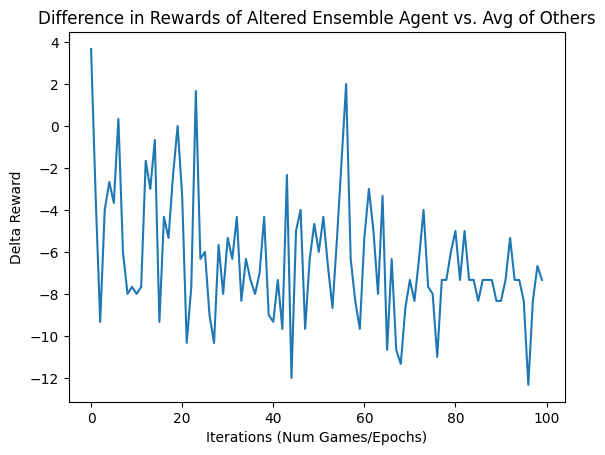 Difference in Rewards of Altered Ensemble Agent vs. Avg of Others
4
2
0
−2
−4
−6
−8
−10
−12
Delta Reward
0 20 40 60 80 100
Iterations (Num Games/Epochs)